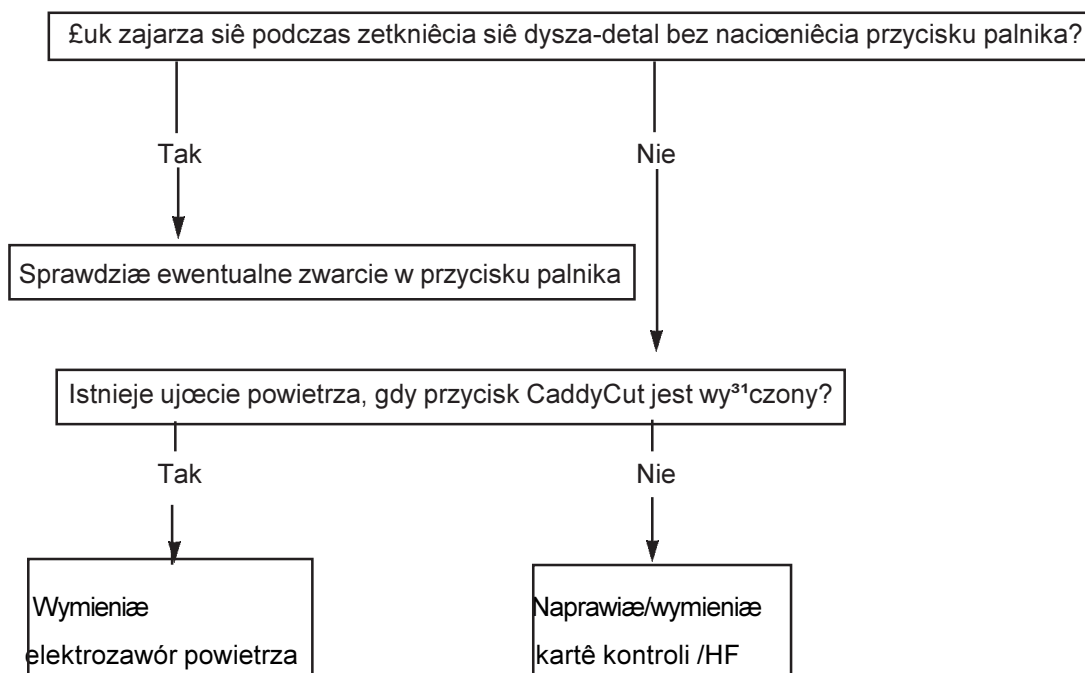 £uk zajarza siê podczas zetkniêcia siê dysza-detal bez naciœniêcia przycisku palnika?
Tak
Nie
Sprawdziæ ewentualne zwarcie w przycisku palnika
Istnieje ujœcie powietrza, gdy przycisk CaddyCut jest wy³¹czony?
Tak
Nie
Wymieniæ
elektrozawór powietrza
Naprawiæ/wymieniæ
kartê kontroli /HF